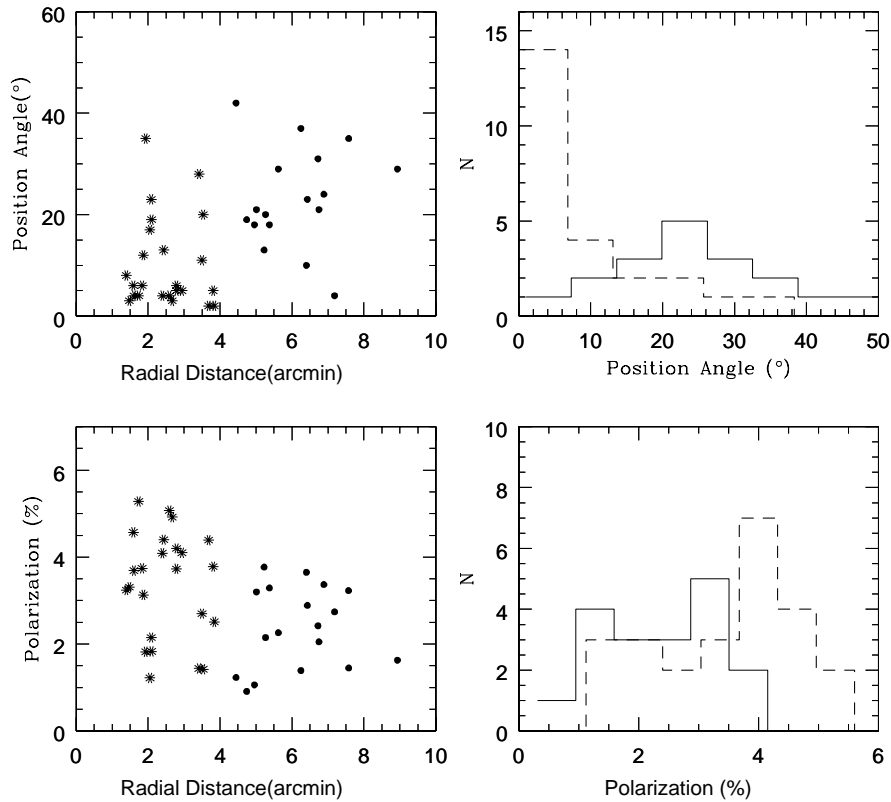 60
40
20
0
Position Angle(°)
0 2 4 6 8 10
Radial Distance(arcmin)
15
10
5
0
N
0 10 20 30 40 50
Position Angle (°)
6
4
2
0
Polarization (%)
0 2 4 6 8 10
Radial Distance(arcmin)
10
8
6
4
2
0
N
0 2 4 6
Polarization (%)